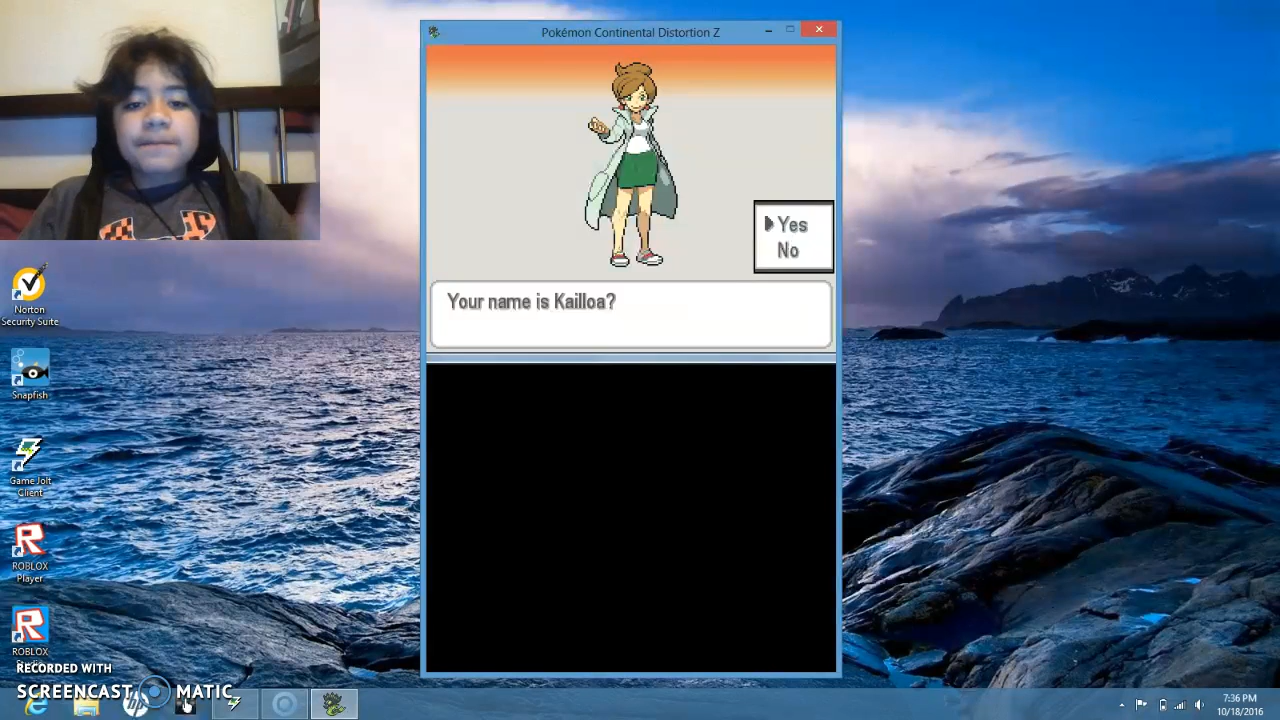 Pokémon Continental Distortion Z
Yes
No
Your name is Kailloa?
Norton
Security Suite
Snapfish
Game Jolt
Client
ROBLOX
Player
ROBLOX
RECORDED WITH
SCREENCAST MATIC
7:36 PM
10/18/2016